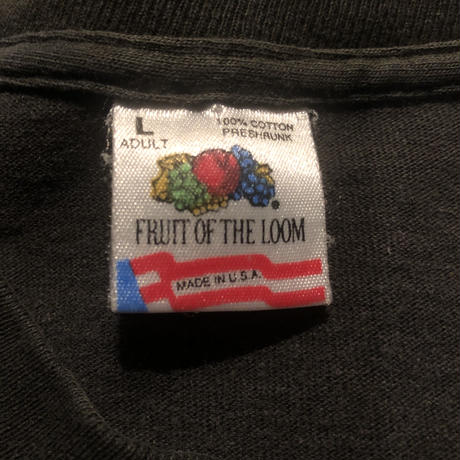 L
ADULT
100% COTTON
PRESHRUNK
FRUIT OF THE LOOM
MADE IN U.S.A.